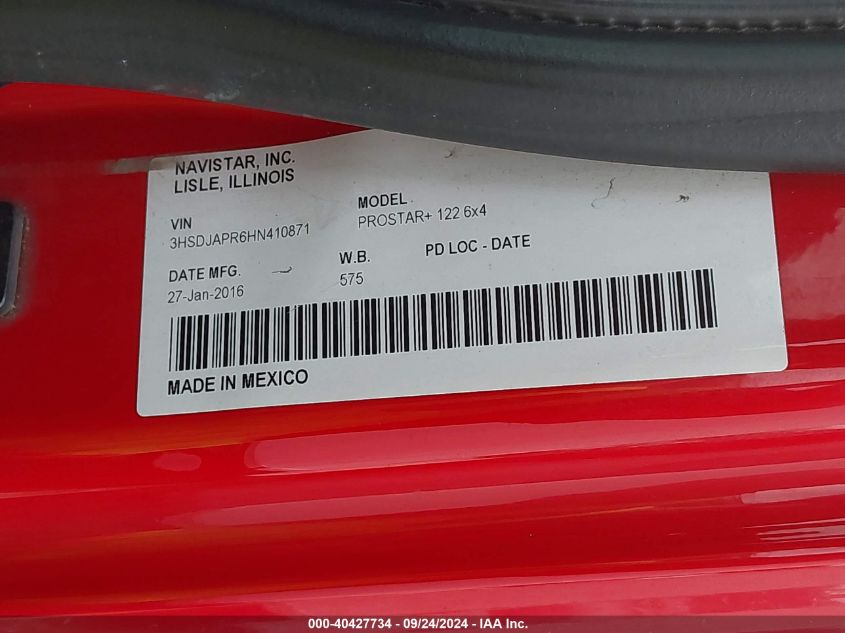 NAVISTAR, INC.
LISLE, ILLINOIS
VIN
3HSDJAPR6HN410871
MODEL
PROSTAR+ 122 6x4
DATE MFG.
27-Jan-2016
W.B.
575
PD LOC - DATE
MADE IN MEXICO
000-40427734 - 09/24/2024 - IAA Inc.